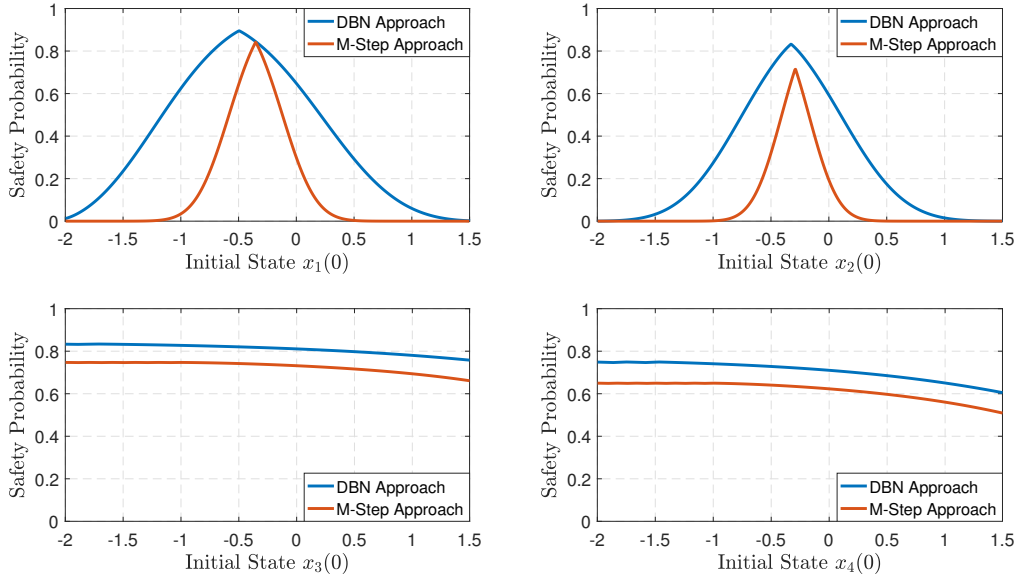 1
0.8
0.6
0.4
0.2
0
Safety Probability
DBN Approach
M-Step Approach
-2 -1.5 -1 -0.5 0 0.5 1 1.5
Initial State x₁(0)
1
0.8
0.6
0.4
0.2
0
Safety Probability
DBN Approach
M-Step Approach
-2 -1.5 -1 -0.5 0 0.5 1 1.5
Initial State x₂(0)
1
0.8
0.6
0.4
0.2
0
Safety Probability
DBN Approach
M-Step Approach
-2 -1.5 -1 -0.5 0 0.5 1 1.5
Initial State x₃(0)
1
0.8
0.6
0.4
0.2
0
Safety Probability
DBN Approach
M-Step Approach
-2 -1.5 -1 -0.5 0 0.5 1 1.5
Initial State x₄(0)